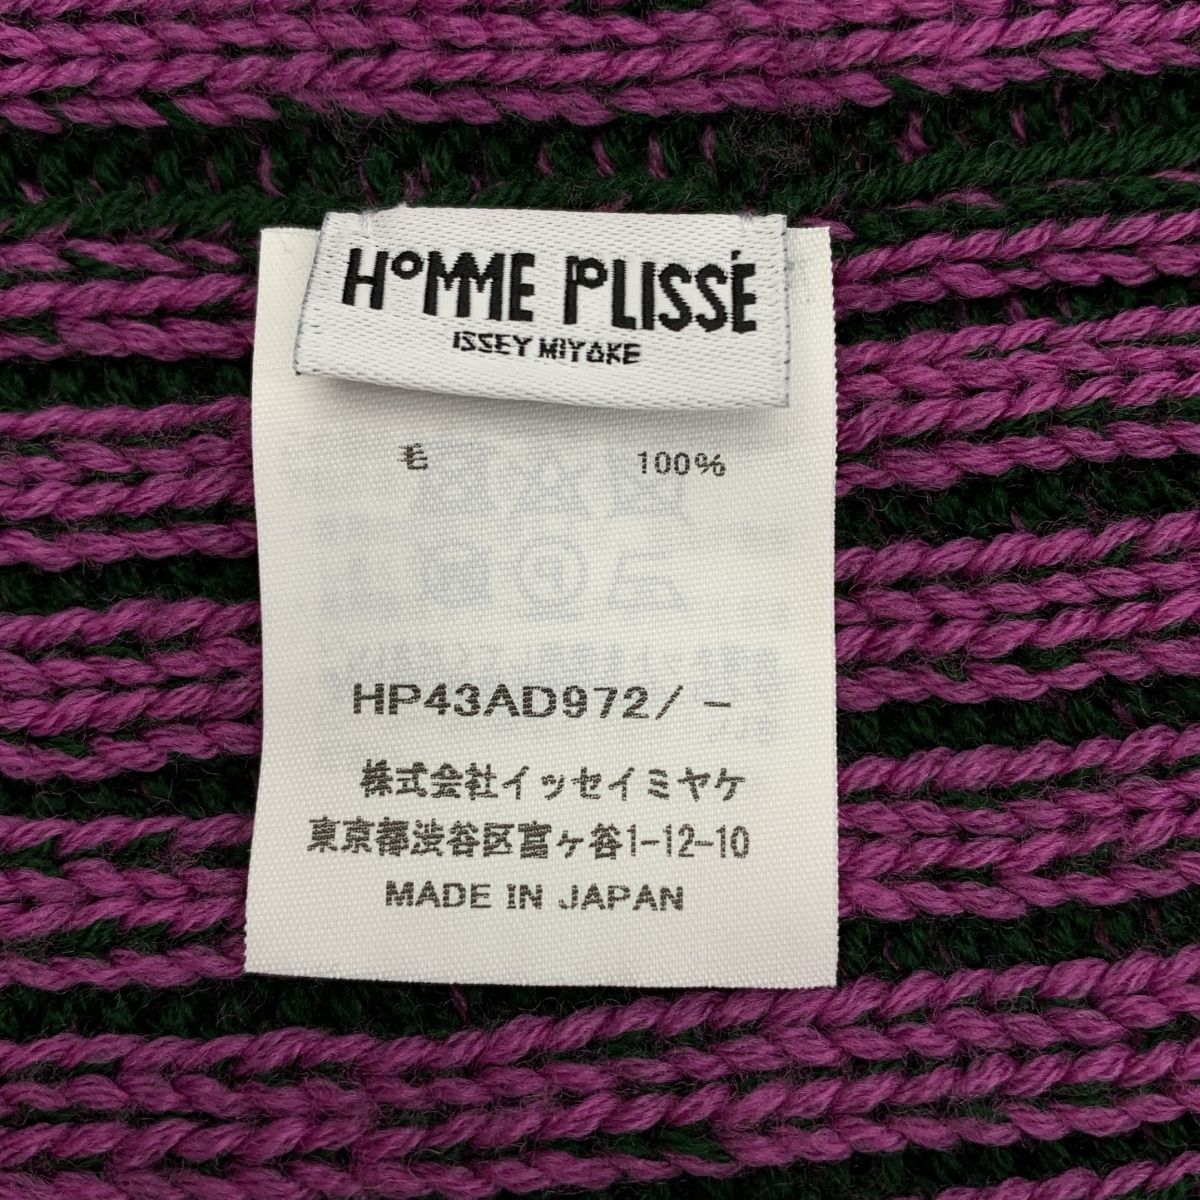 HOMME PLISSÉ
ISSEY MIYAKE
毛 100%
HP43AD972/ -
株式会社イッセイミヤケ
東京都渋谷区富ヶ谷1-12-10
MADE IN JAPAN